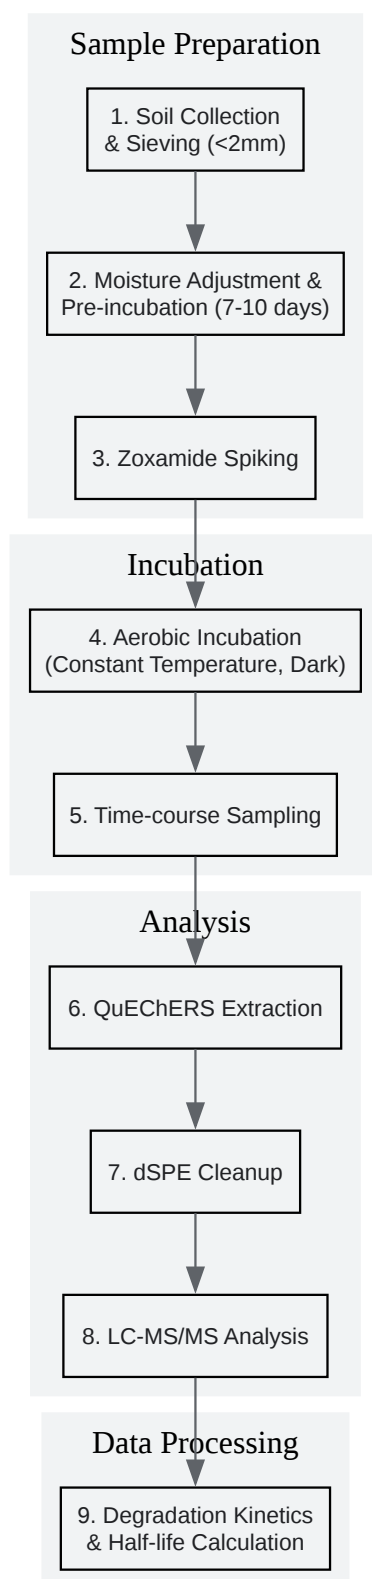 Sample Preparation
1. Soil Collection
& Sieving (<2mm)
2. Moisture Adjustment &
Pre-incubation (7-10 days)
3. Zoxamide Spiking
Incubation
4. Aerobic Incubation
(Constant Temperature, Dark)
5. Time-course Sampling
Analysis
6. QuEChERS Extraction
7. dSPE Cleanup
8. LC-MS/MS Analysis
Data Processing
9. Degradation Kinetics
& Half-life Calculation